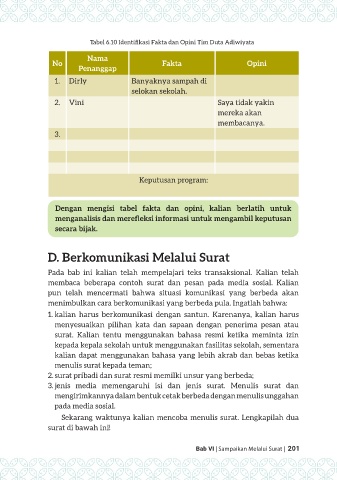 Tabel 6.10 Identifikasi Fakta dan Opini Tim Duta Adiwiyata
No Nama Penanggap Fakta Opini
1. Dirly Banyaknya sampah di selokan sekolah.
2. Vini Saya tidak yakin mereka akan membacanya.
3.
Keputusan program:
Dengan mengisi tabel fakta dan opini, kalian berlatih untuk
menganalisis dan merefleksi informasi untuk mengambil keputusan
secara bijak.
D. Berkomunikasi Melalui Surat
Pada bab ini kalian telah mempelajari teks transaksional. Kalian telah
membaca beberapa contoh surat dan pesan pada media sosial. Kalian
pun telah mencermati bahwa situasi komunikasi yang berbeda akan
menimbulkan cara berkomunikasi yang berbeda pula. Ingatlah bahwa:
1. kalian harus berkomunikasi dengan santun. Karenanya, kalian harus
menyesuaikan pilihan kata dan sapaan dengan penerima pesan atau
surat. Kalian tentu menggunakan bahasa resmi ketika meminta izin
kepada kepala sekolah untuk menggunakan fasilitas sekolah, sementara
kalian dapat menggunakan bahasa yang lebih akrab dan bebas ketika
menulis surat kepada teman;
2. surat pribadi dan surat resmi memilki unsur yang berbeda;
3. jenis media memengaruhi isi dan jenis surat. Menulis surat dan
mengirimkannya dalam bentuk cetak berbeda dengan menulis unggahan
pada media sosial.
Sekarang waktunya kalian mencoba menulis surat. Lengkapilah dua
surat di bawah ini!
Bab VI | Sampaikan Melalui Surat | 201